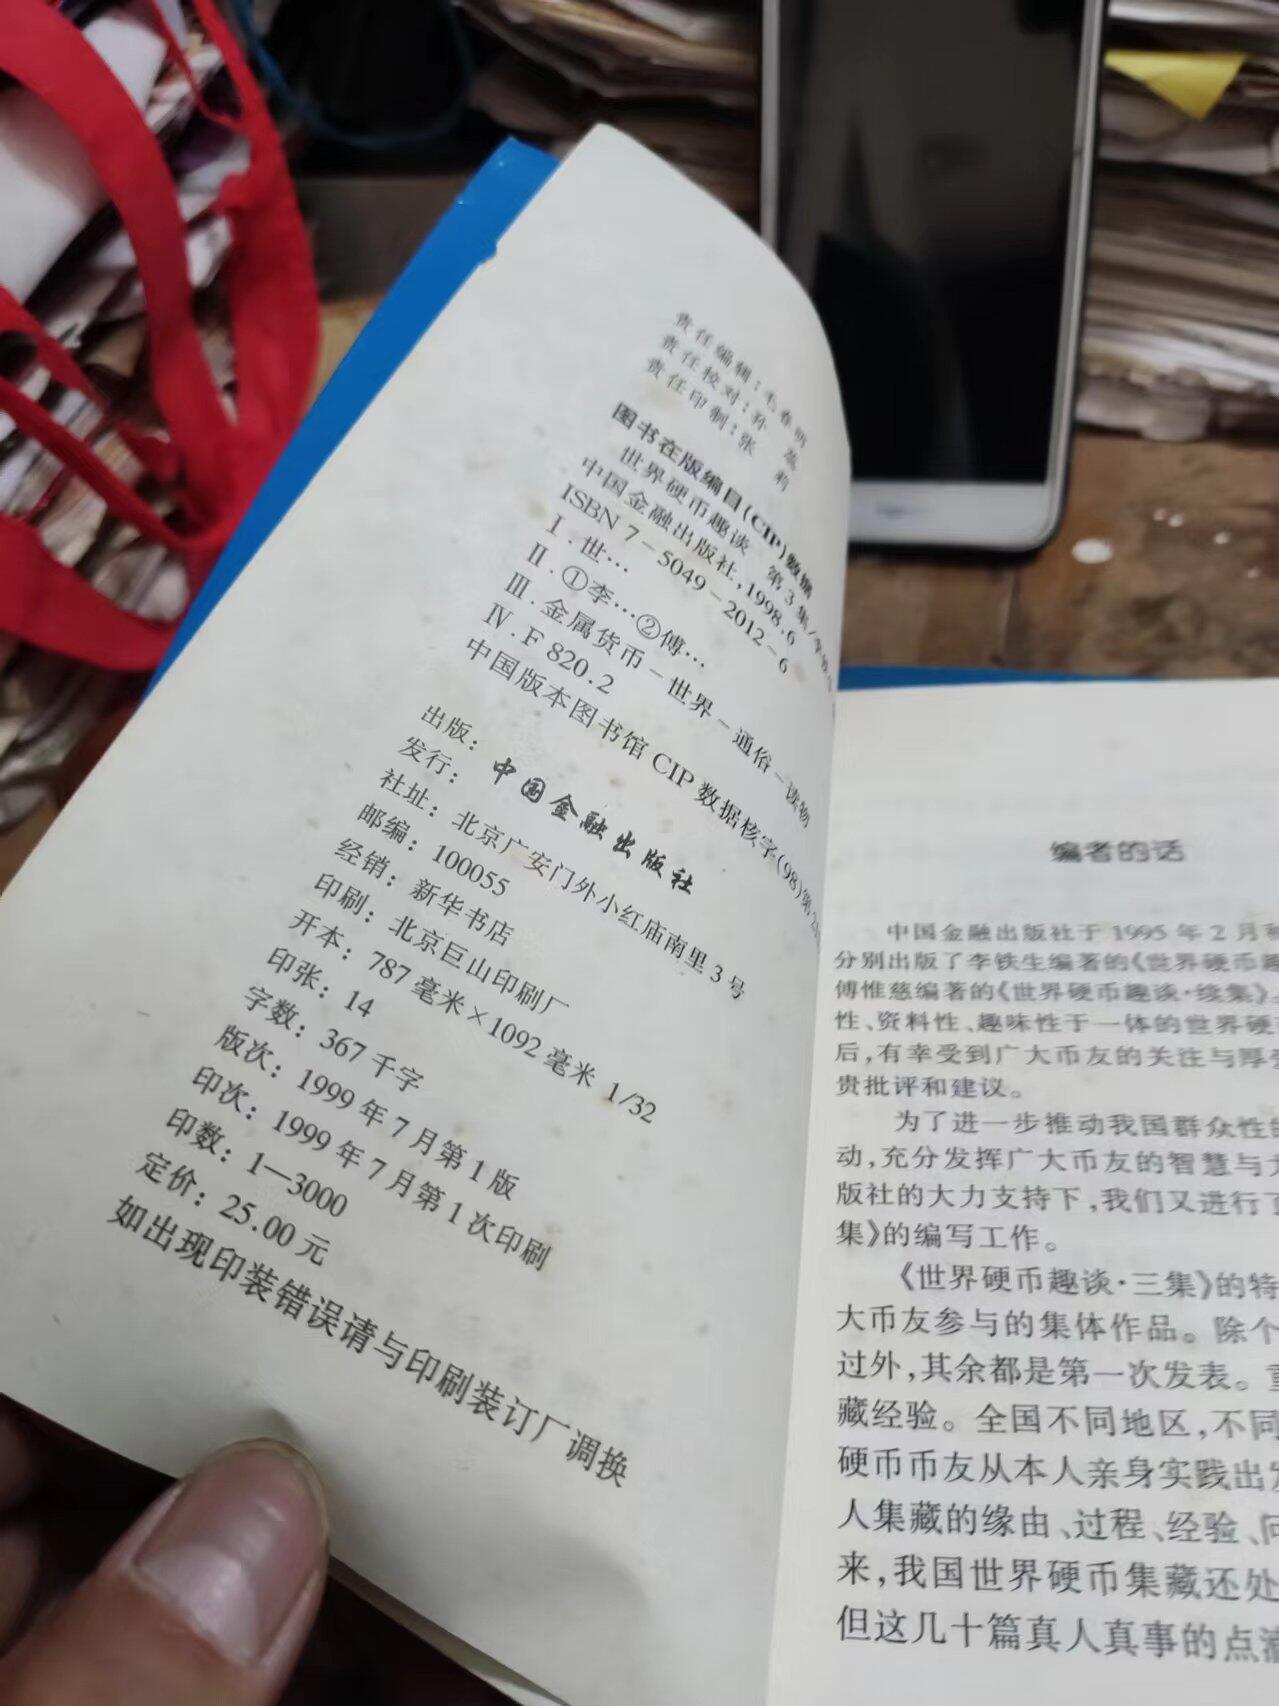 责任编辑：毛春明
责任校对：孙蕊
责任印制：张莉
图书在版编目(CIP)数据
世界硬币趣谈 第3集/李
中国金融出版社，1998.6
ISBN 7－5049－2012－6
Ⅰ.世…
Ⅱ.①李…②傅…
Ⅲ.金属货币－世界－通俗－读物
Ⅳ.F 820.2
中国版本图书馆 CIP 数据核字(98)第
出版：
发行：
中国金融出版社
社址：北京广安门外小红庙南里3号
邮编：100055
经销：新华书店
印刷：北京巨山印刷厂
开本：787 毫米×1092 毫米 1/32
印张：14
字数：367 千字
版次：1999 年 7 月第 1 版
印次：1999 年 7 月第 1 次印刷
印数：1—3000
定价：25.00 元
如出现印装错误请与印刷装订厂调换
编者的话
中国金融出版社于 1995 年 2 月
分别出版了李铁生编著的《世界硬币
傅惟慈编著的《世界硬币趣谈·续集》
性、资料性、趣味性于一体的世界硬
后，有幸受到广大币友的关注与厚
贵批评和建议。
为了进一步推动我国群众性
动，充分发挥广大币友的智慧与
版社的大力支持下，我们又进行了
集》的编写工作。
《世界硬币趣谈·三集》的特
大币友参与的集体作品。除个
过外，其余都是第一次发表。
藏经验。全国不同地区，不同
硬币币友从本人亲身实践出发
人集藏的缘由、过程、经验、
来，我国世界硬币集藏还处
但这几十篇真人真事的点滴